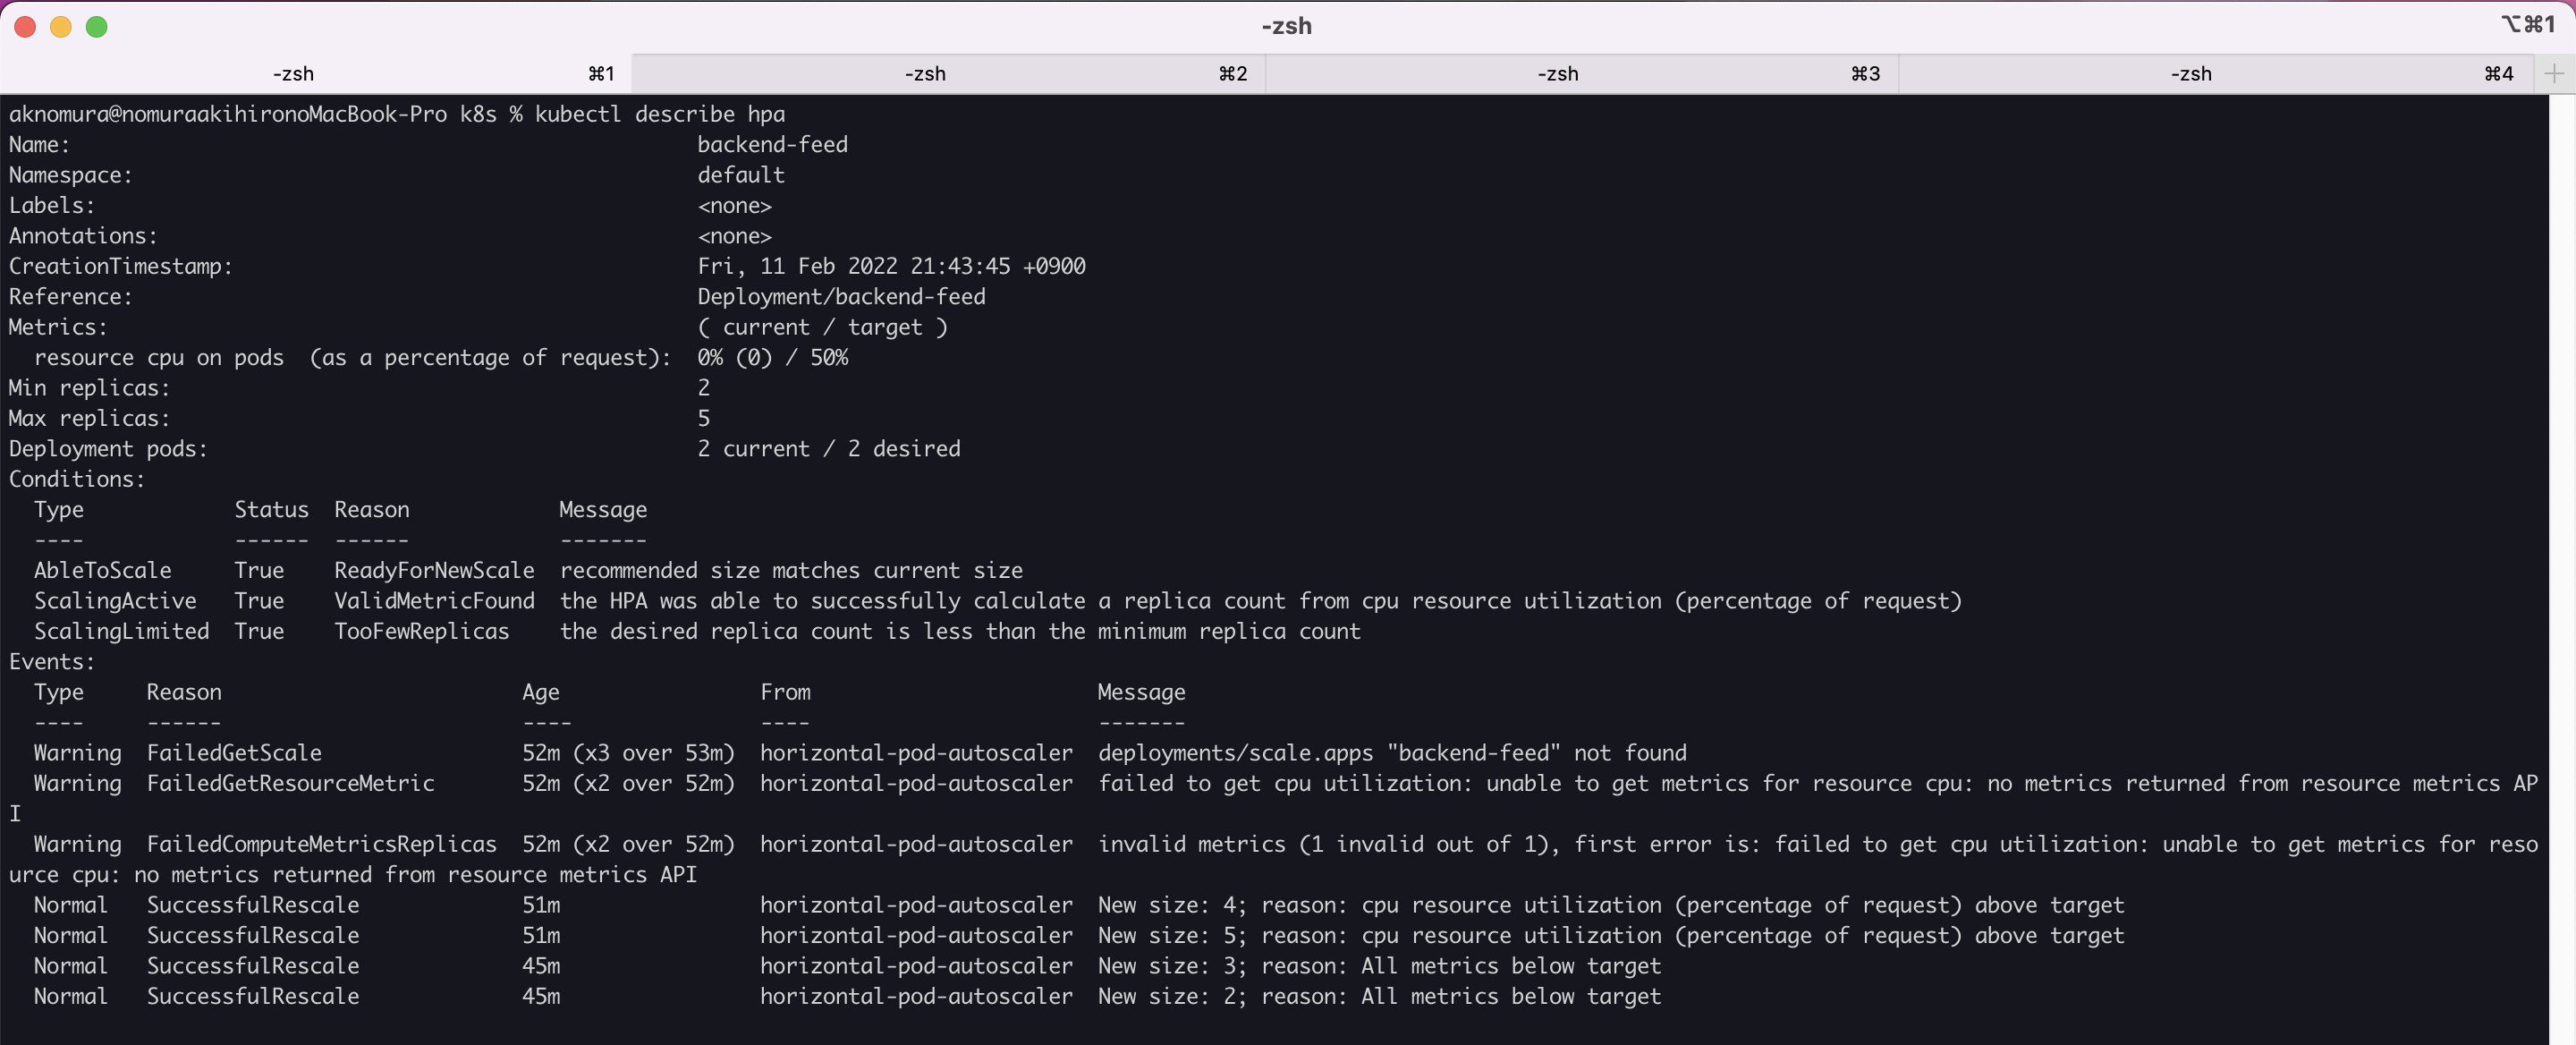 -zsh ⌥⌘1
-zsh ⌘1 -zsh ⌘2 -zsh ⌘3 -zsh ⌘4
aknomura@nomuraakihironoMacBook-Pro k8s % kubectl describe hpa
Name: backend-feed
Namespace: default
Labels: <none>
Annotations: <none>
CreationTimestamp: Fri, 11 Feb 2022 21:43:45 +0900
Reference: Deployment/backend-feed
Metrics: ( current / target )
  resource cpu on pods  (as a percentage of request):  0% (0) / 50%
Min replicas: 2
Max replicas: 5
Deployment pods: 2 current / 2 desired
Conditions:
  Type            Status  Reason            Message
  ----            ------  ------            -------
  AbleToScale     True    ReadyForNewScale  recommended size matches current size
  ScalingActive   True    ValidMetricFound  the HPA was able to successfully calculate a replica count from cpu resource utilization (percentage of request)
  ScalingLimited  True    TooFewReplicas    the desired replica count is less than the minimum replica count
Events:
  Type     Reason                        Age                From                       Message
  ----     ------                        ----               ----                       -------
  Warning  FailedGetScale                52m (x3 over 53m)  horizontal-pod-autoscaler  deployments/scale.apps "backend-feed" not found
  Warning  FailedGetResourceMetric       52m (x2 over 52m)  horizontal-pod-autoscaler  failed to get cpu utilization: unable to get metrics for resource cpu: no metrics returned from resource metrics AP
I
  Warning  FailedComputeMetricsReplicas  52m (x2 over 52m)  horizontal-pod-autoscaler  invalid metrics (1 invalid out of 1), first error is: failed to get cpu utilization: unable to get metrics for reso
urce cpu: no metrics returned from resource metrics API
  Normal   SuccessfulRescale             51m                horizontal-pod-autoscaler  New size: 4; reason: cpu resource utilization (percentage of request) above target
  Normal   SuccessfulRescale             51m                horizontal-pod-autoscaler  New size: 5; reason: cpu resource utilization (percentage of request) above target
  Normal   SuccessfulRescale             45m                horizontal-pod-autoscaler  New size: 3; reason: All metrics below target
  Normal   SuccessfulRescale             45m                horizontal-pod-autoscaler  New size: 2; reason: All metrics below target